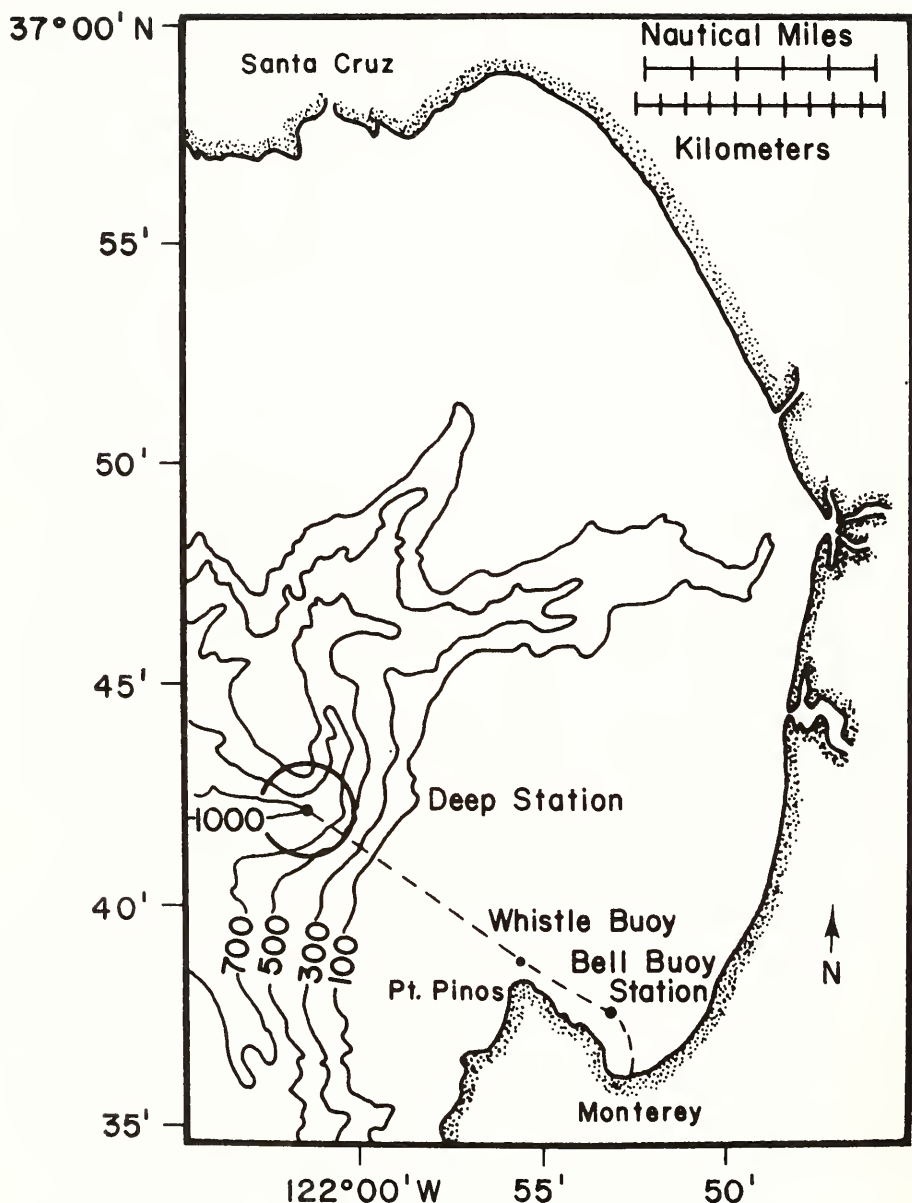 37°00' N
Nautical Miles
Santa Cruz
Kilometers
55'
50'
45'
Deep Station
1000
40'
Whistle Buoy
Bell Buoy
Station
700
500
300
100
N
Pt. Pinos
Monterey
35'
122°00'W
55'
50'